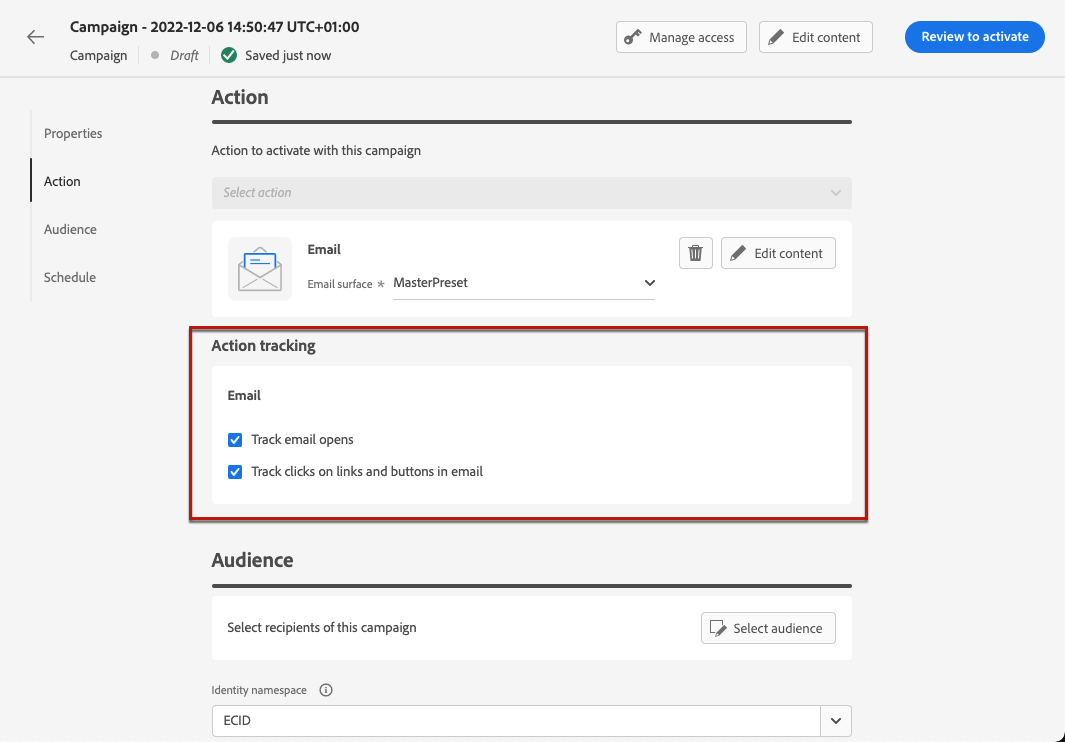 Campaign - 2022-12-06 14:50:47 UTC+01:00
Campaign Draft Saved just now
Manage access
Edit content
Review to activate
Properties
Action
Audience
Schedule
Action
Action to activate with this campaign
Select action
Email
Email surface * MasterPreset
Edit content
Action tracking
Email
Track email opens
Track clicks on links and buttons in email
Audience
Select recipients of this campaign
Select audience
Identity namespace
ECID